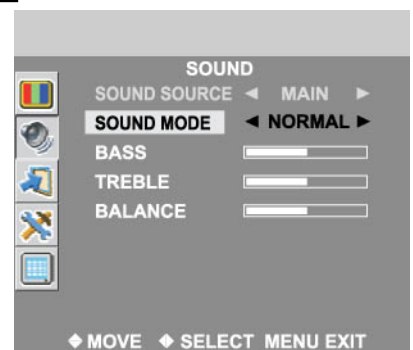 SOUND
SOUND SOURCE ◄ MAIN ►
SOUND MODE ◄ NORMAL ►
BASS
TREBLE
BALANCE
MOVE SELECT MENU EXIT